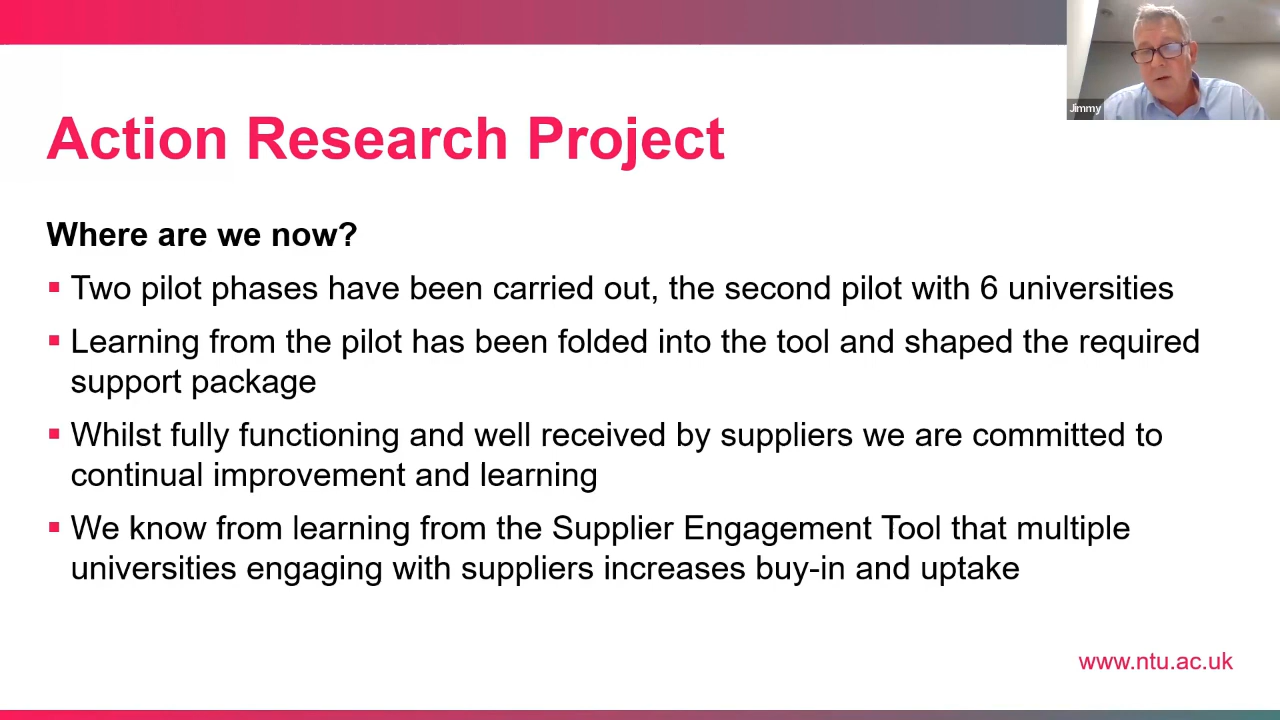 Jimmy
Action Research Project
Where are we now?
▪ Two pilot phases have been carried out, the second pilot with 6 universities
▪ Learning from the pilot has been folded into the tool and shaped the required
support package
▪ Whilst fully functioning and well received by suppliers we are committed to
continual improvement and learning
▪ We know from learning from the Supplier Engagement Tool that multiple
universities engaging with suppliers increases buy-in and uptake
www.ntu.ac.uk